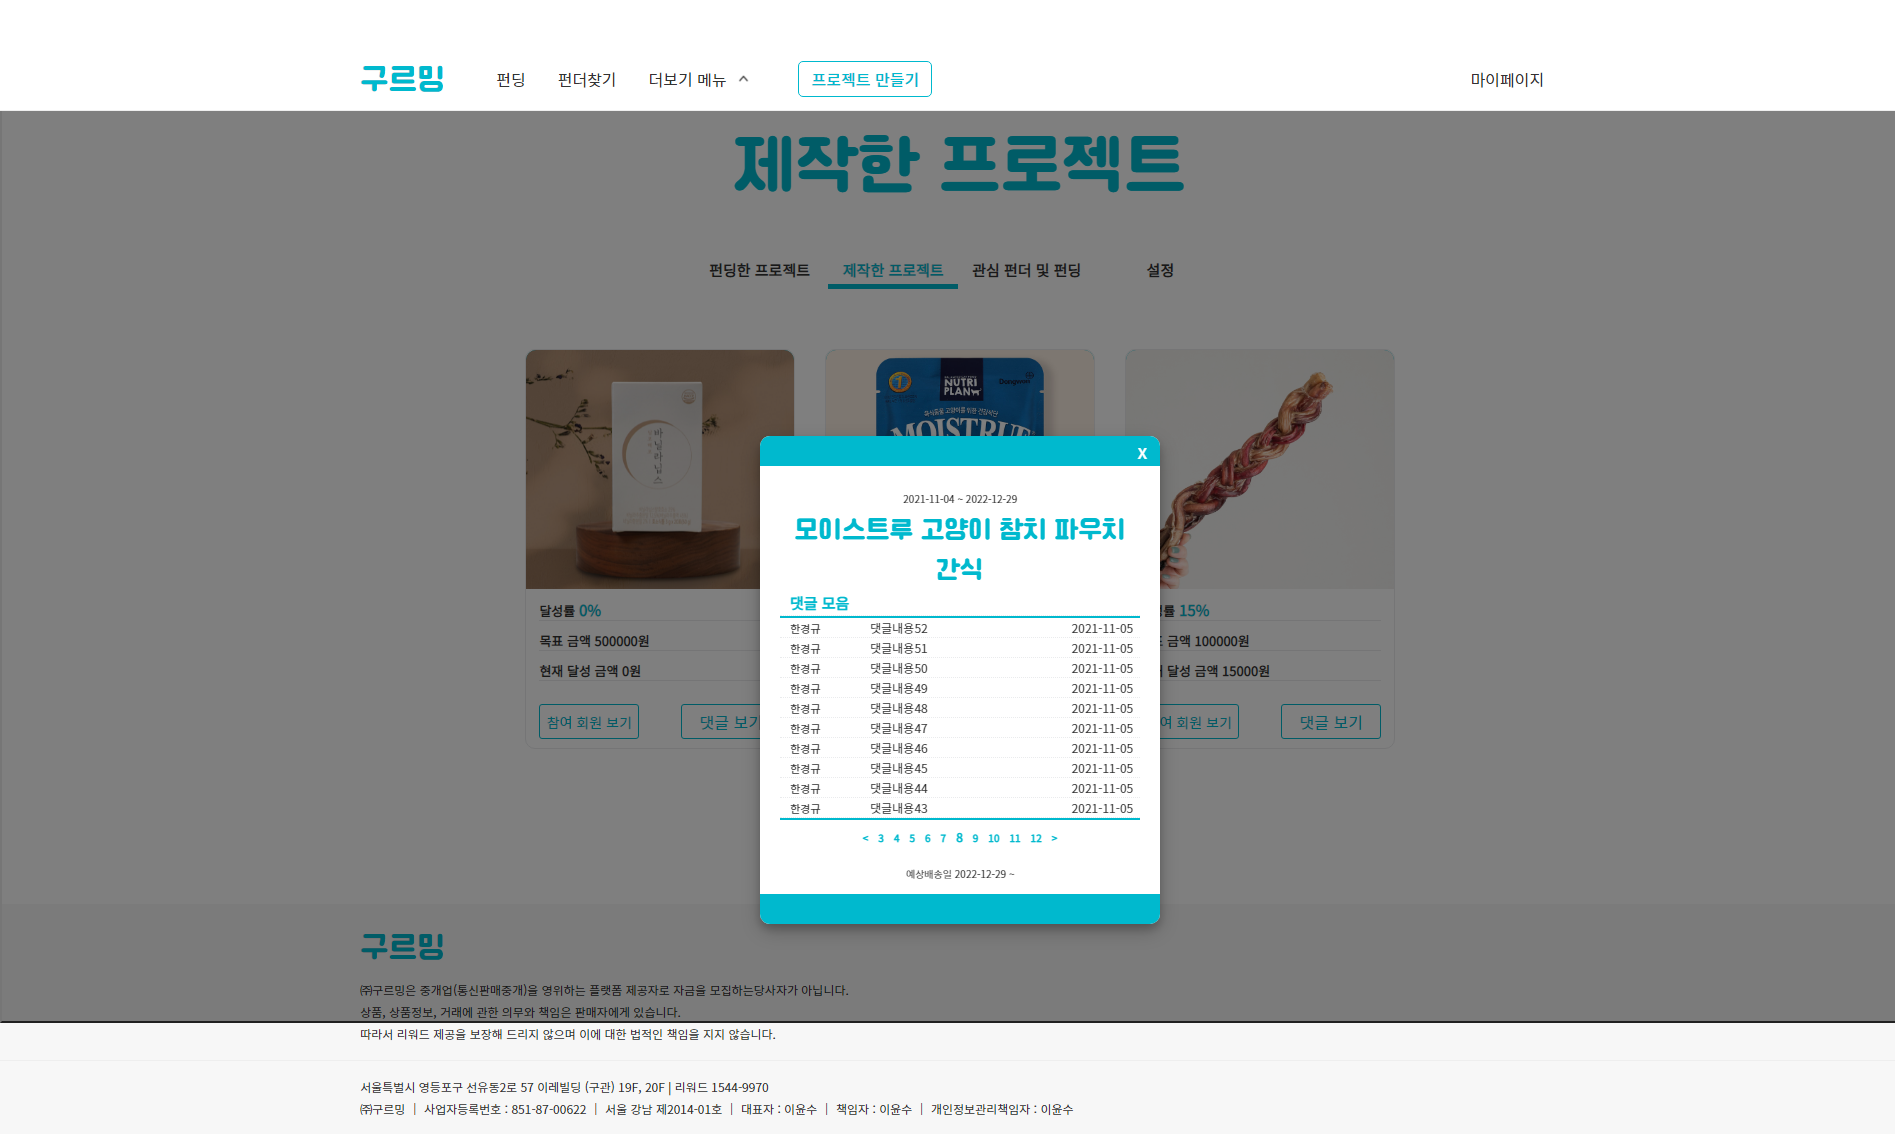 구르밍 펀딩 펀더찾기 더보기 메뉴 프로젝트 만들기 마이페이지
제작한 프로젝트
펀딩한 프로젝트 제작한 프로젝트 관심 펀더 및 펀딩 설정
바닐라닙스
NUTRI
PLAN
Dongwon
MOISTRUE
X
2021-11-04 ~ 2022-12-29
모이스트루 고양이 참치 파우치
간식
댓글 모음
한경규 댓글내용52 2021-11-05
한경규 댓글내용51 2021-11-05
한경규 댓글내용50 2021-11-05
한경규 댓글내용49 2021-11-05
한경규 댓글내용48 2021-11-05
한경규 댓글내용47 2021-11-05
한경규 댓글내용46 2021-11-05
한경규 댓글내용45 2021-11-05
한경규 댓글내용44 2021-11-05
한경규 댓글내용43 2021-11-05
< 3 4 5 6 7 8 9 10 11 12 >
예상배송일 2022-12-29 ~
달성률 0%
목표 금액 500000원
현재 달성 금액 0원
참여 회원 보기 댓글 보기
률 15%
금액 100000원
달성 금액 15000원
여 회원 보기 댓글 보기
구르밍
㈜구르밍은 중개업(통신판매중개)을 영위하는 플랫폼 제공자로 자금을 모집하는당사자가 아닙니다.
상품, 상품정보, 거래에 관한 의무와 책임은 판매자에게 있습니다.
따라서 리워드 제공을 보장해 드리지 않으며 이에 대한 법적인 책임을 지지 않습니다.
서울특벌시 영등포구 선유동2로 57 이레빌딩 (구관) 19F, 20F | 리워드 1544-9970
㈜구르밍 | 사업자등록번호 : 851-87-00622 | 서울 강남 제2014-01호 | 대표자 : 이윤수 | 책임자 : 이윤수 | 개인정보관리책임자 : 이윤수